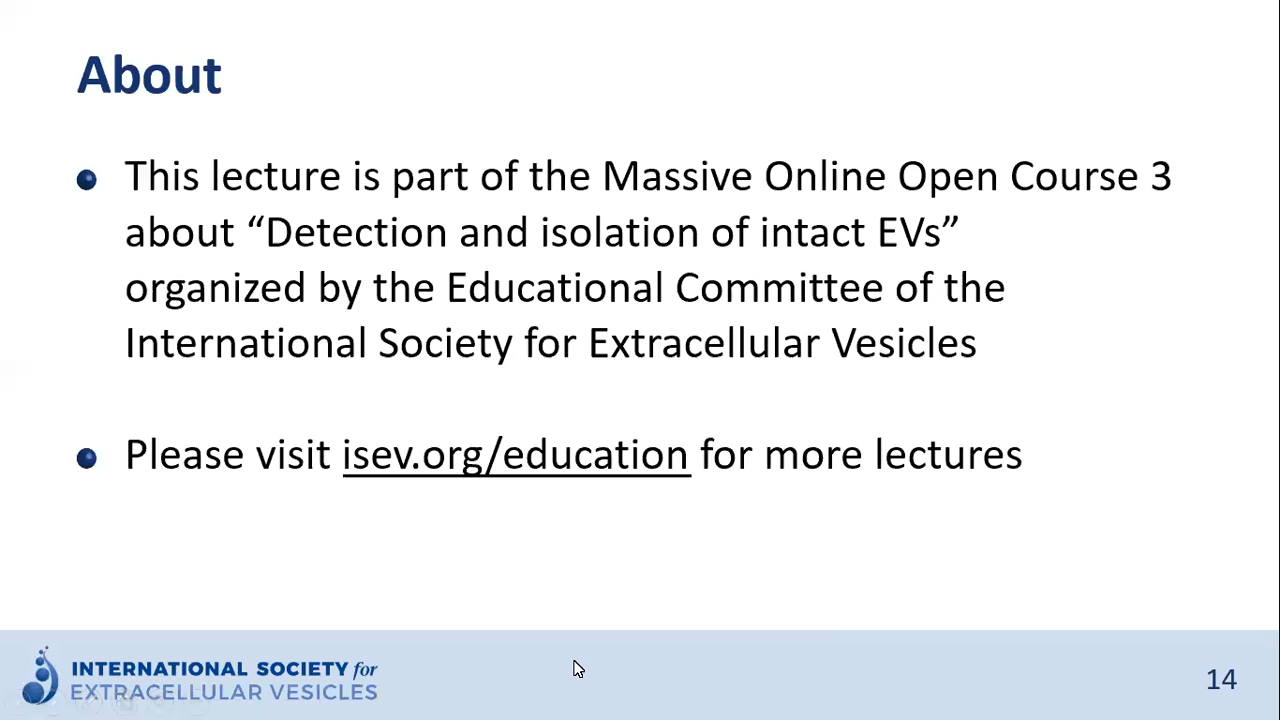 About
This lecture is part of the Massive Online Open Course 3
about “Detection and isolation of intact EVs”
organized by the Educational Committee of the
International Society for Extracellular Vesicles
Please visit isev.org/education for more lectures
INTERNATIONAL SOCIETY for
EXTRACELLULAR VESICLES
14